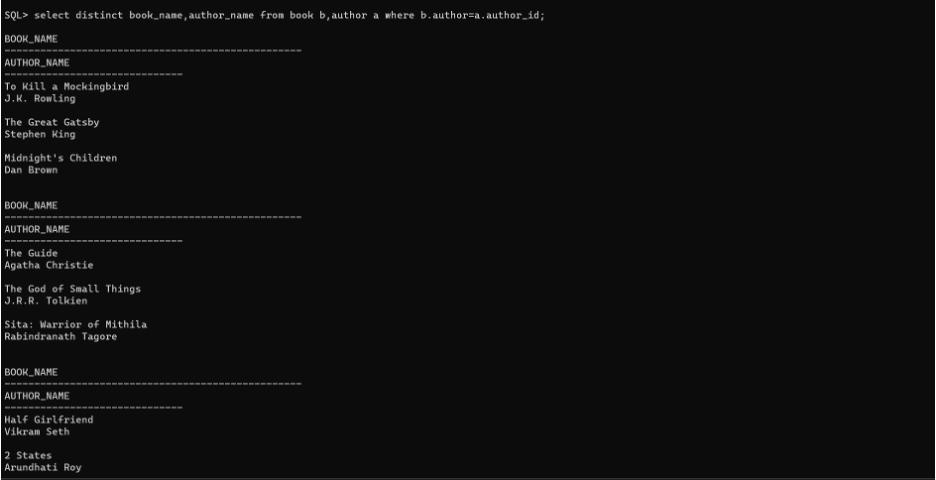 SQL> select distinct book_name,author_name from book b,author a where b.author=a.author_id;
BOOK_NAME
--------------------------------------------------
AUTHOR_NAME
------------------------------
To Kill a Mockingbird
J.K. Rowling
The Great Gatsby
Stephen King
Midnight's Children
Dan Brown
BOOK_NAME
--------------------------------------------------
AUTHOR_NAME
------------------------------
The Guide
Agatha Christie
The God of Small Things
J.R.R. Tolkien
Sita: Warrior of Mithila
Rabindranath Tagore
BOOK_NAME
--------------------------------------------------
AUTHOR_NAME
------------------------------
Half Girlfriend
Vikram Seth
2 States
Arundhati Roy